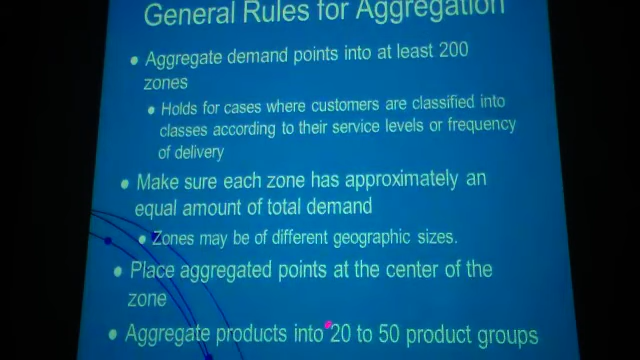 General Rules for Aggregation
• Aggregate demand points into at least 200
zones
• Holds for cases where customers are classified into
classes according to their service levels or frequency
of delivery
• Make sure each zone has approximately an
equal amount of total demand
• Zones may be of different geographic sizes.
• Place aggregated points at the center of the
zone
• Aggregate products into 20 to 50 product groups